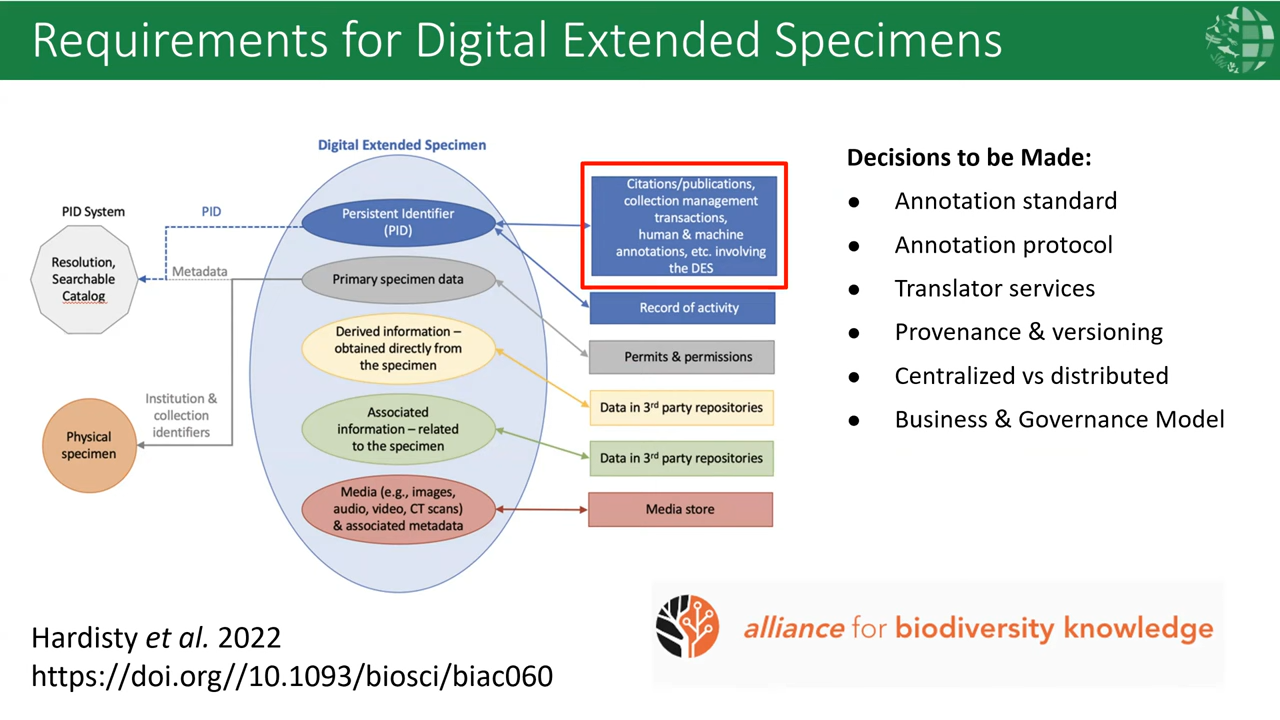 Requirements for Digital Extended Specimens
Digital Extended Specimen
PID System
PID
Resolution,
Searchable
Catalog
Metadata
Institution &
collection
identifiers
Physical
specimen
Persistent Identifier
(PID)
Primary specimen data
Derived information –
obtained directly from
the specimen
Associated
information – related
to the specimen
Media (e.g., images,
audio, video, CT scans)
& associated metadata
Citations/publications,
collection management
transactions,
human & machine
annotations, etc. involving
the DES
Record of activity
Permits & permissions
Data in 3rd party repositories
Data in 3rd party repositories
Media store
Decisions to be Made:
● Annotation standard
● Annotation protocol
● Translator services
● Provenance & versioning
● Centralized vs distributed
● Business & Governance Model
Hardisty et al. 2022
https://doi.org//10.1093/biosci/biac060
alliance for biodiversity knowledge